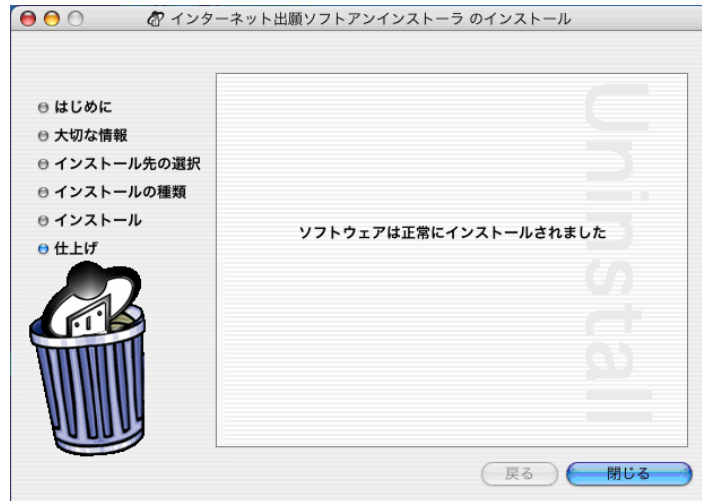 インターネット出願ソフトアンインストーラ のインストール
はじめに
大切な情報
インストール先の選択
インストールの種類
インストール
仕上げ
ソフトウェアは正常にインストールされました
Uninstall
戻る
閉じる